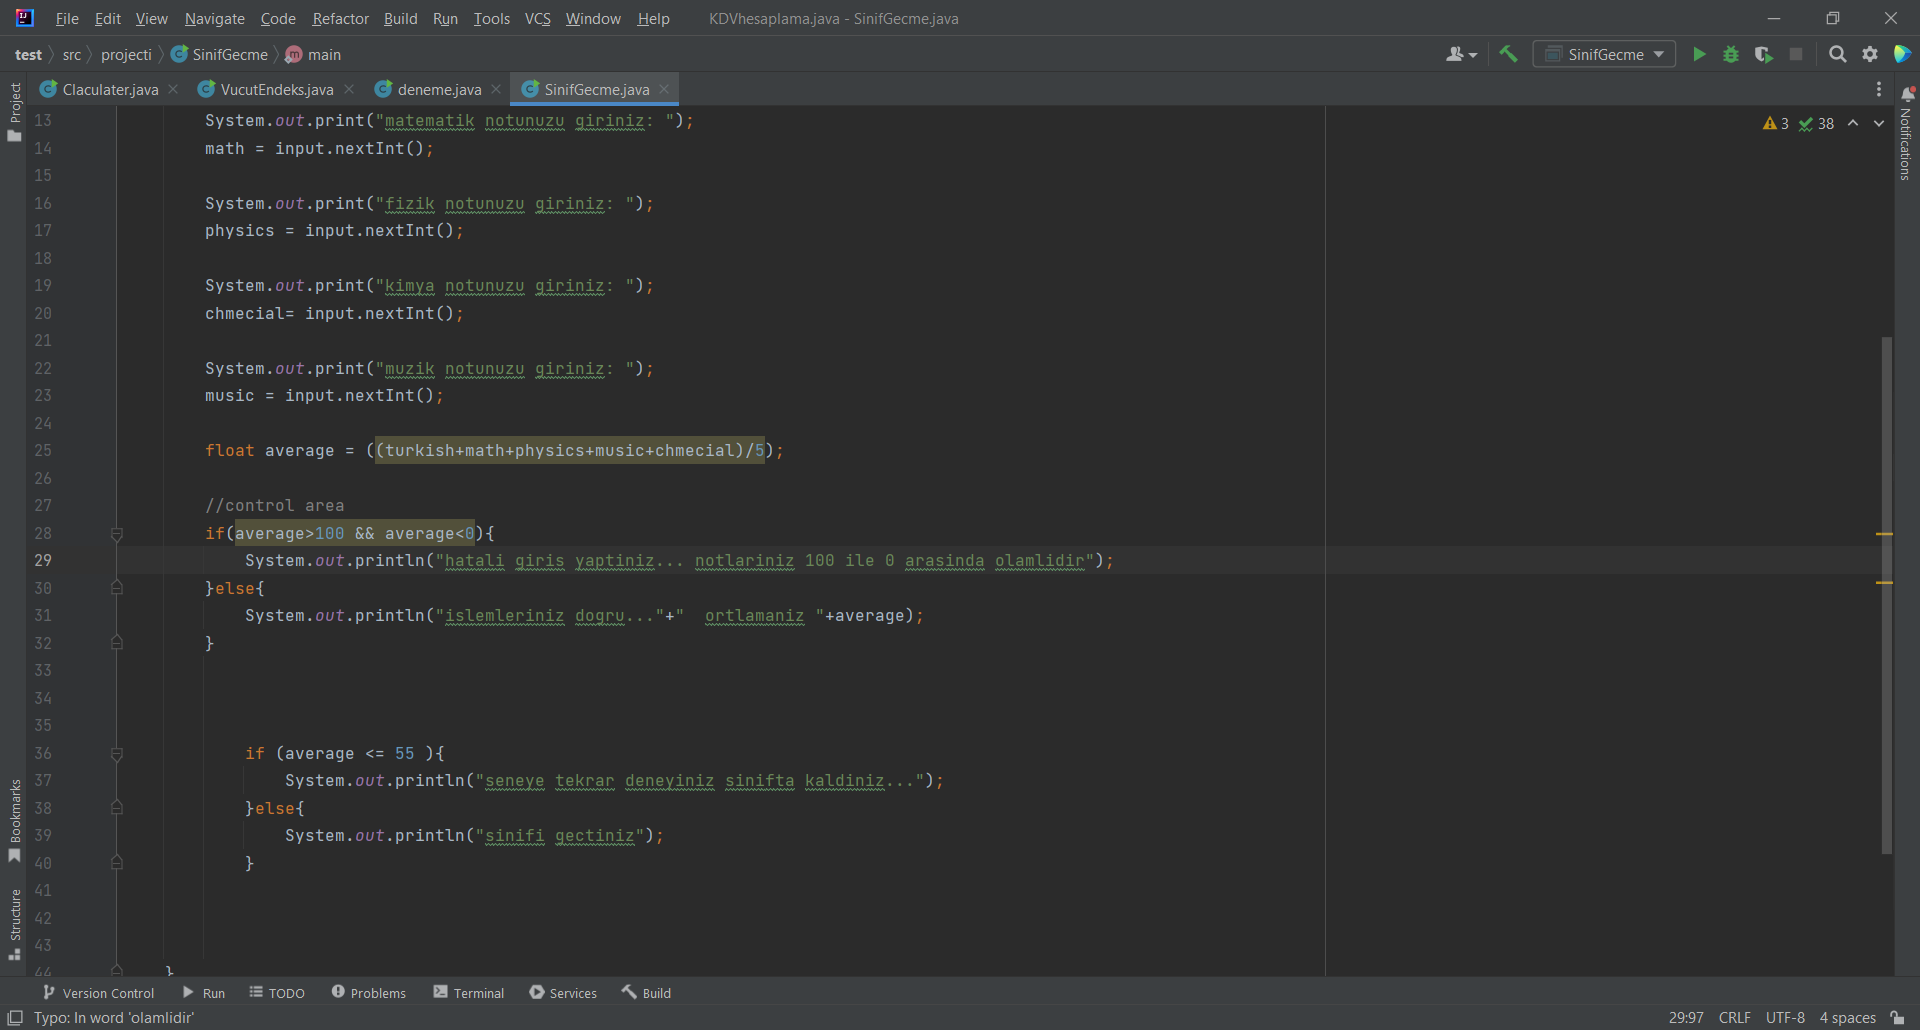 File Edit View Navigate Code Refactor Build Run Tools VCS Window Help KDVhesaplama.java - SinifGecme.java
test src projecti SinifGecme main SinifGecme
Claculater.java VucutEndeks.java deneme.java SinifGecme.java
Project
Notifications
3 38
13 System.out.print("matematik notunuzu giriniz: ");
14 math = input.nextInt();
15
16 System.out.print("fizik notunuzu giriniz: ");
17 physics = input.nextInt();
18
19 System.out.print("kimya notunuzu giriniz: ");
20 chmecial= input.nextInt();
21
22 System.out.print("muzik notunuzu giriniz: ");
23 music = input.nextInt();
24
25 float average = ((turkish+math+physics+music+chmecial)/5);
26
27 //control area
28 if(average>100 && average<0){
29 System.out.println("hatali giris yaptiniz... notlariniz 100 ile 0 arasinda olamlidir");
30 }else{
31 System.out.println("islemleriniz dogru..."+"  ortlamaniz "+average);
32 }
33
34
35
36 if (average <= 55 ){
37 System.out.println("seneye tekrar deneyiniz sinifta kaldiniz...");
38 }else{
39 System.out.println("sinifi gectiniz");
40 }
41
42
43
44 }
Bookmarks
Structure
Version Control Run TODO Problems Terminal Services Build
Typo: In word 'olamlidir' 29:97 CRLF UTF-8 4 spaces